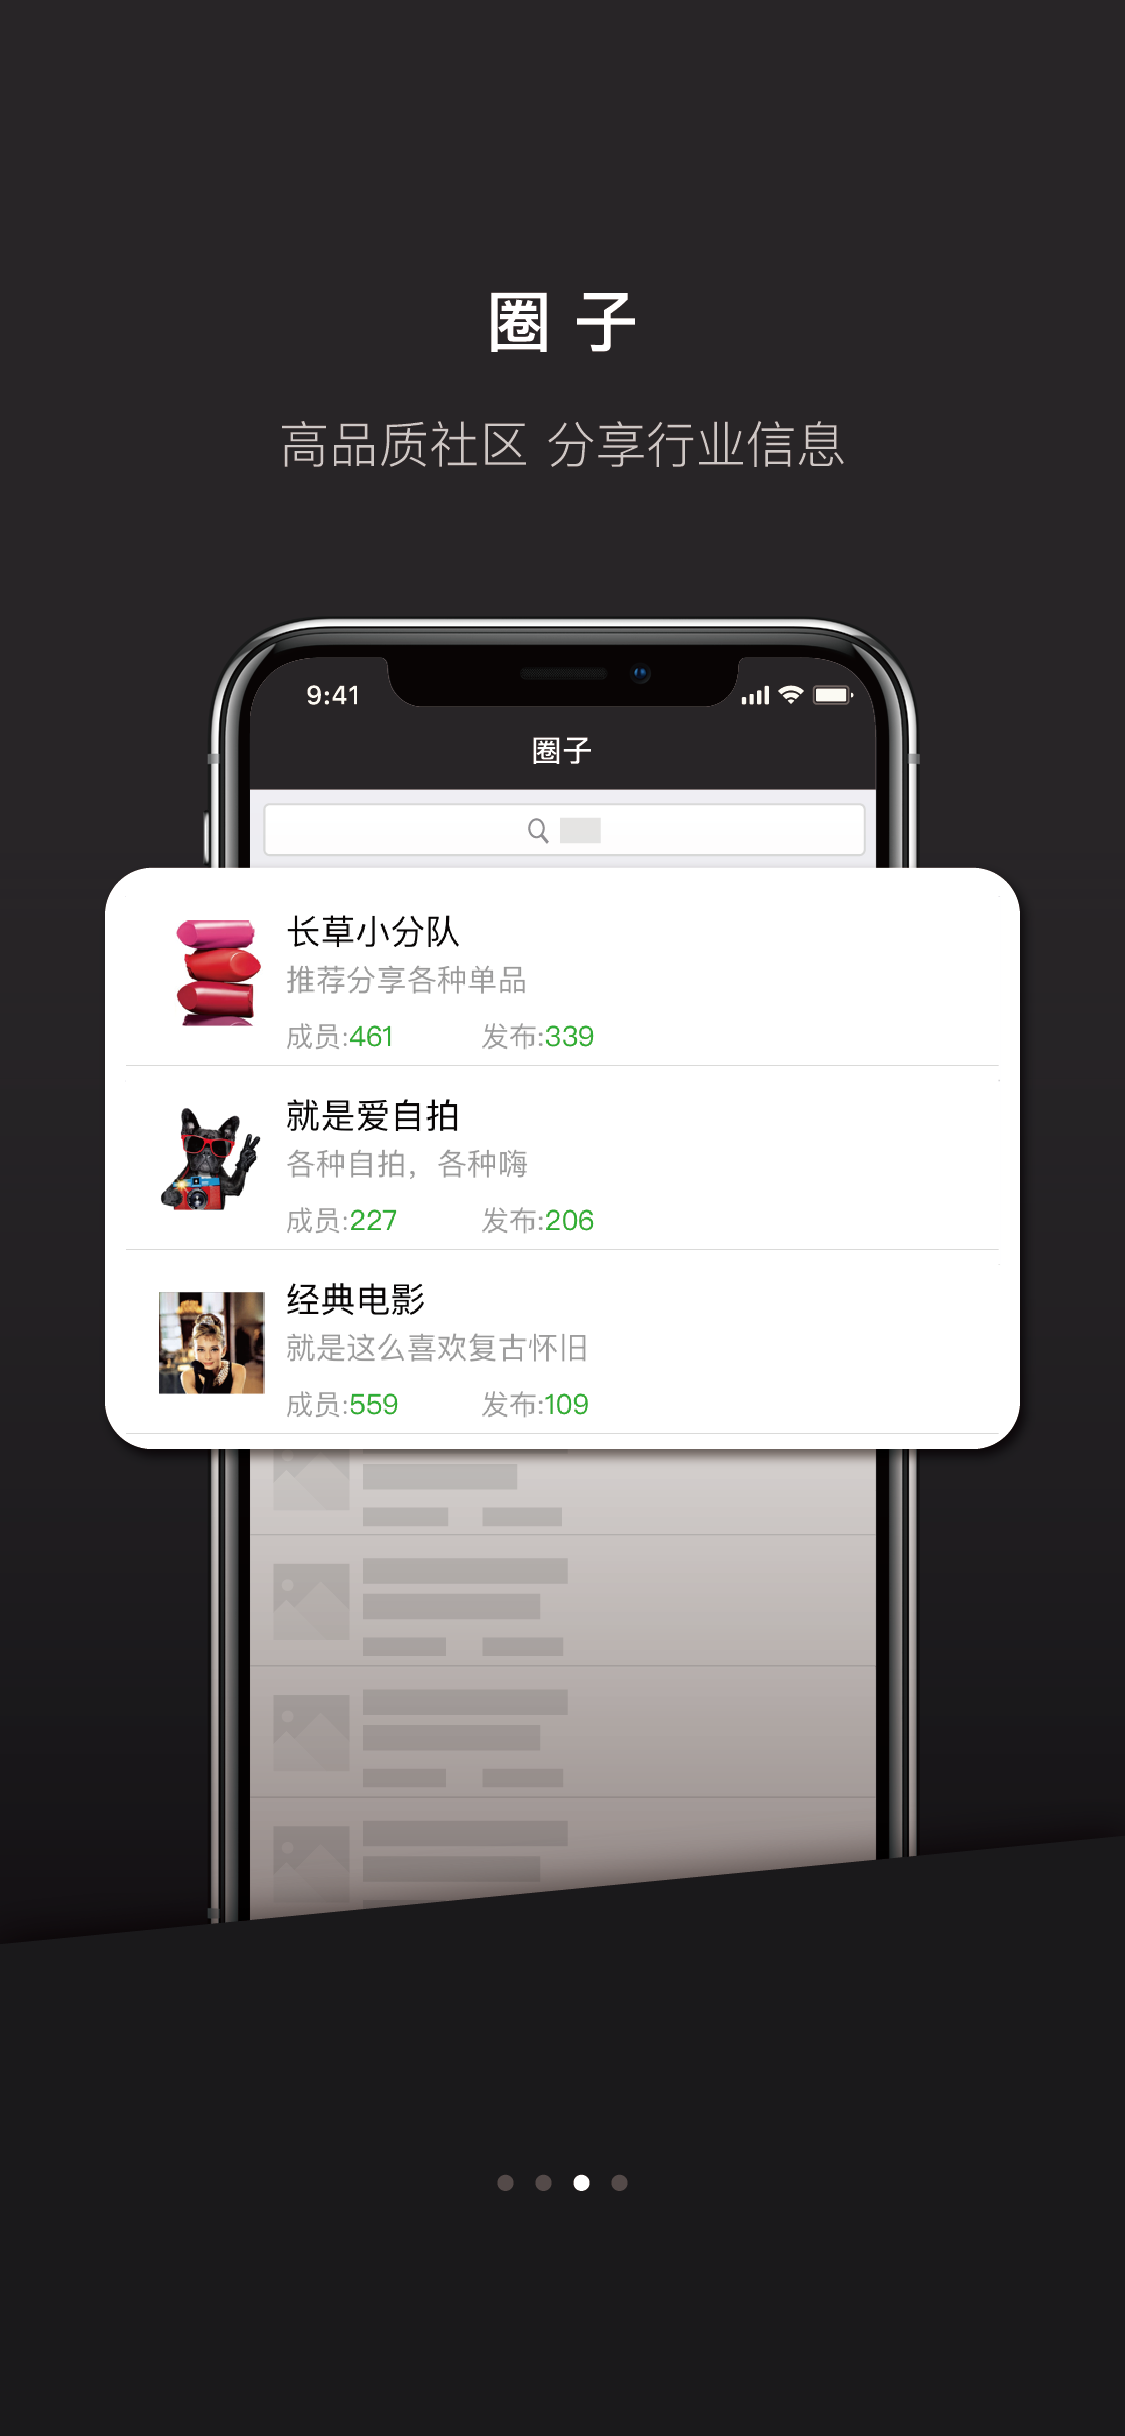 圈子
高品质社区 分享行业信息
9:41
圈子
长草小分队
推荐分享各种单品
成员:461 发布:339
就是爱自拍
各种自拍，各种嗨
成员:227 发布:206
经典电影
就是这么喜欢复古怀旧
成员:559 发布:109